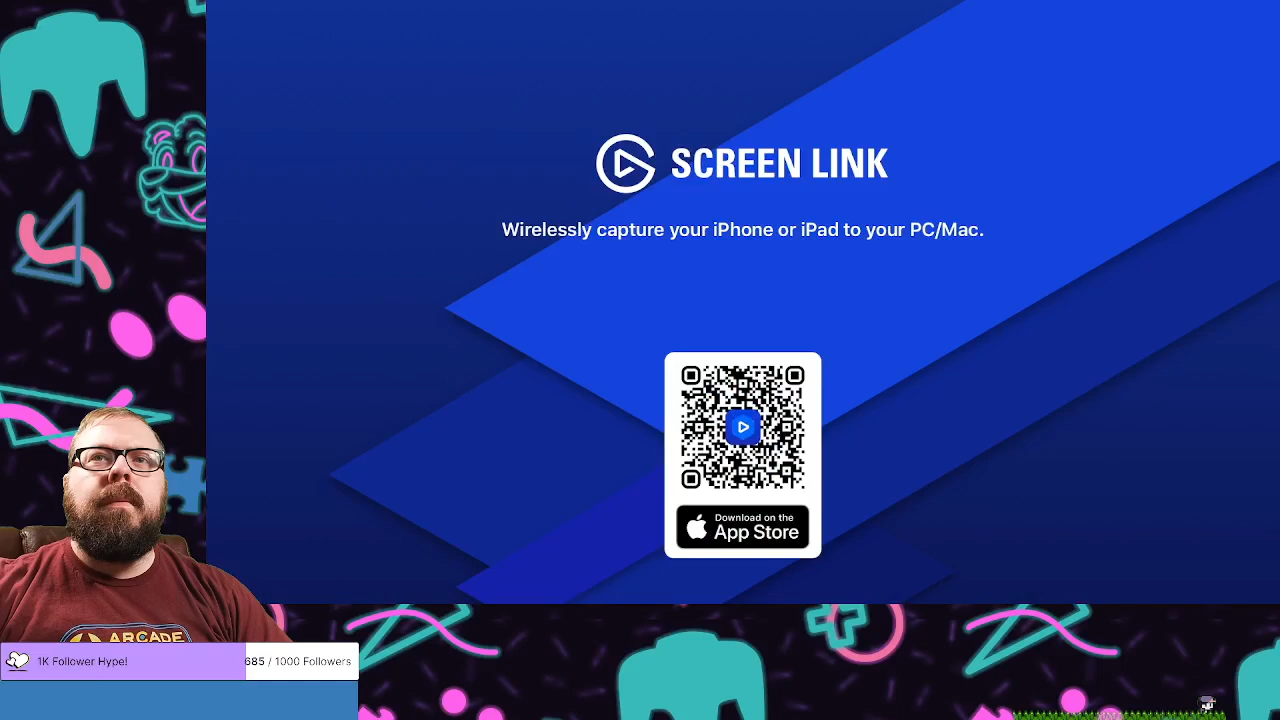 SCREEN LINK
Wirelessly capture your iPhone or iPad to your PC/Mac.
Download on the
App Store
ARCADE
1K Follower Hype!
685 / 1000 Followers